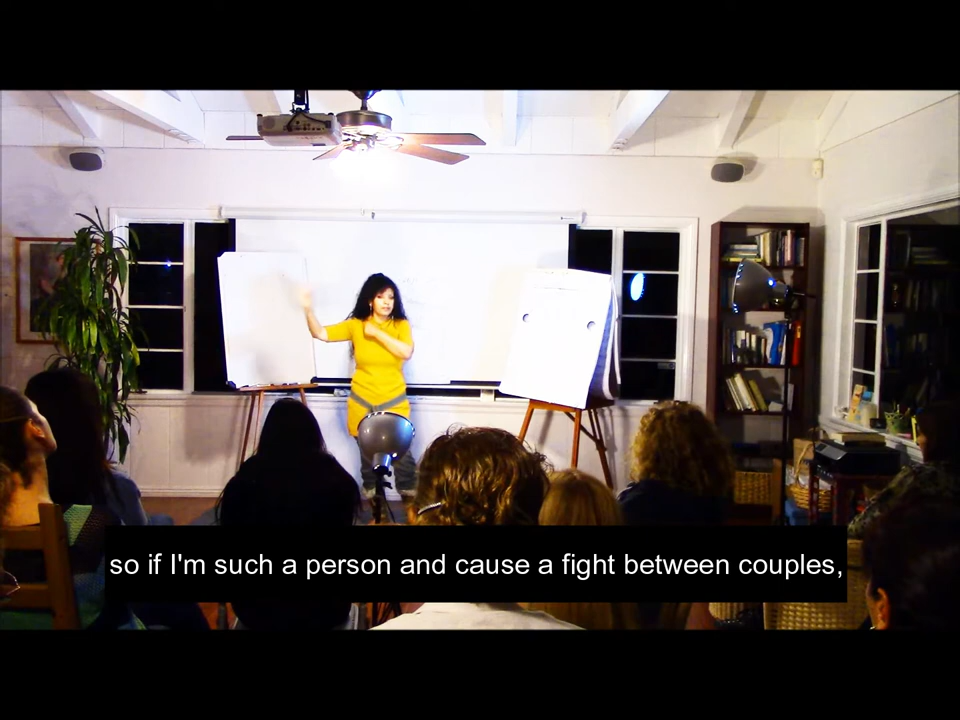 so if I'm such a person and cause a fight between couples,